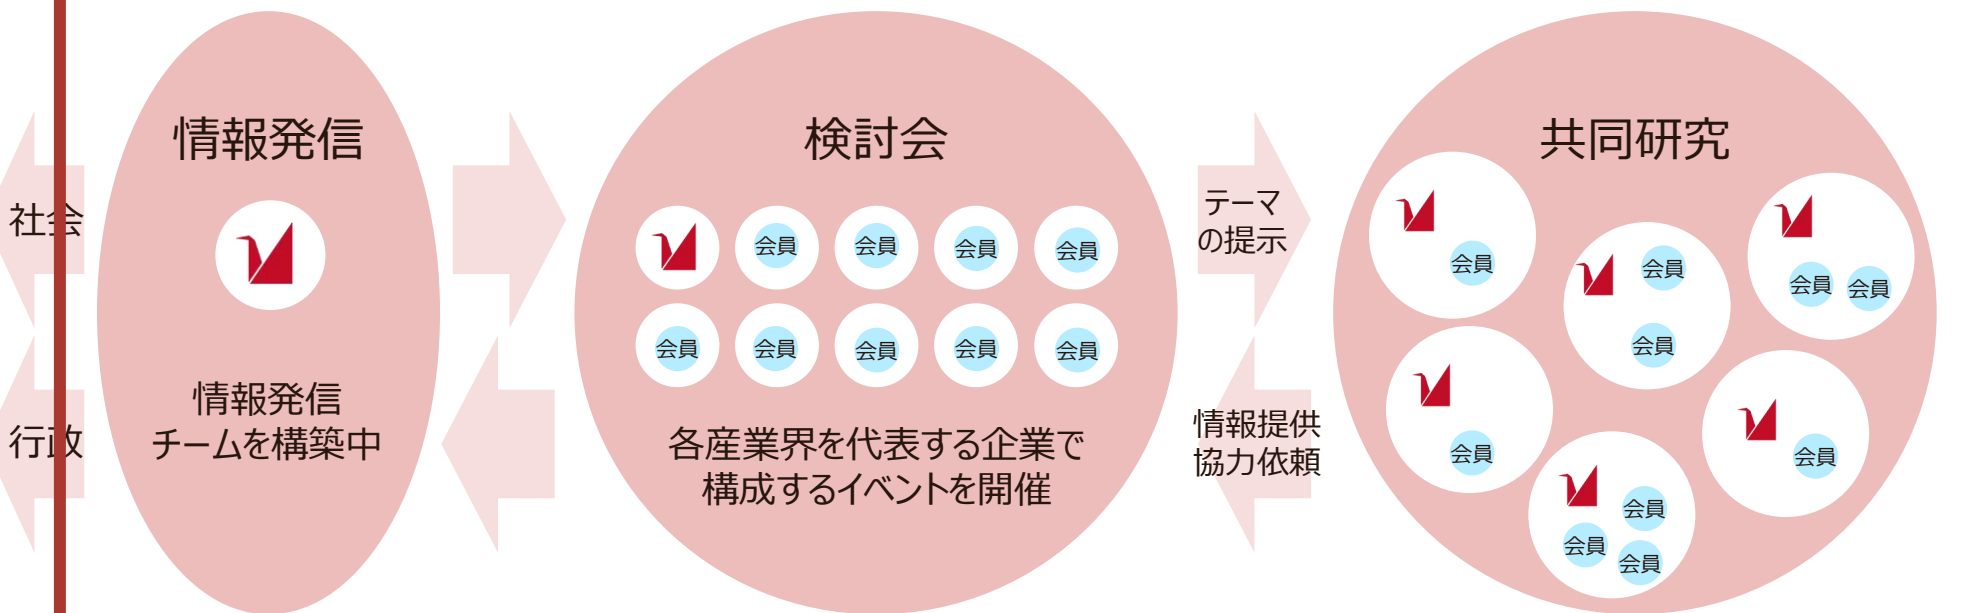 社会
行政
情報発信
情報発信
チームを構築中
検討会
会員
会員
会員
会員
会員
会員
会員
会員
会員
各産業界を代表する企業で
構成するイベントを開催
テーマ
の提示
情報提供
協力依頼
共同研究
会員
会員
会員
会員
会員
会員
会員
会員
会員
会員